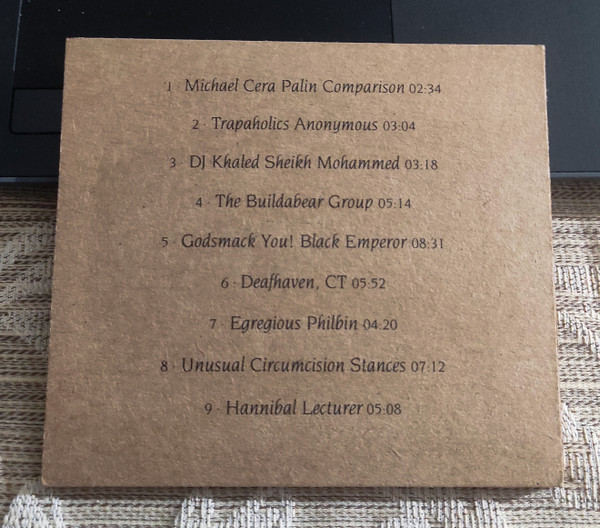 1 · Michael Cera Palin Comparison 02:34
2 · Trapaholics Anonymous 03:04
3 · DJ Khaled Sheikh Mohammed 03:18
4 · The Buildabear Group 05:14
5 · Godsmack You! Black Emperor 08:31
6 · Deafhaven, CT 05:52
7 · Egregious Philbin 04:20
8 · Unusual Circumcision Stances 07:12
9 · Hannibal Lecturer 05:08